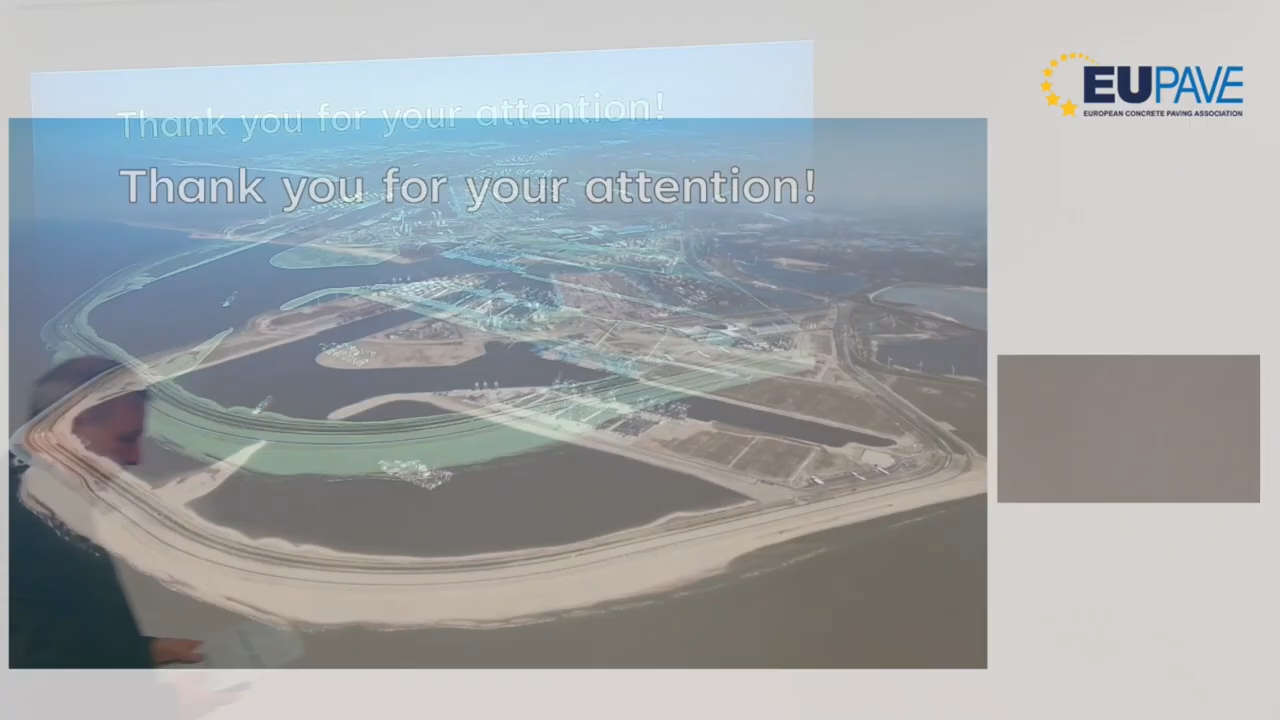 Thank you for your attention!
EUPAVE
EUROPEAN CONCRETE PAVING ASSOCIATION
Thank you for your attention!